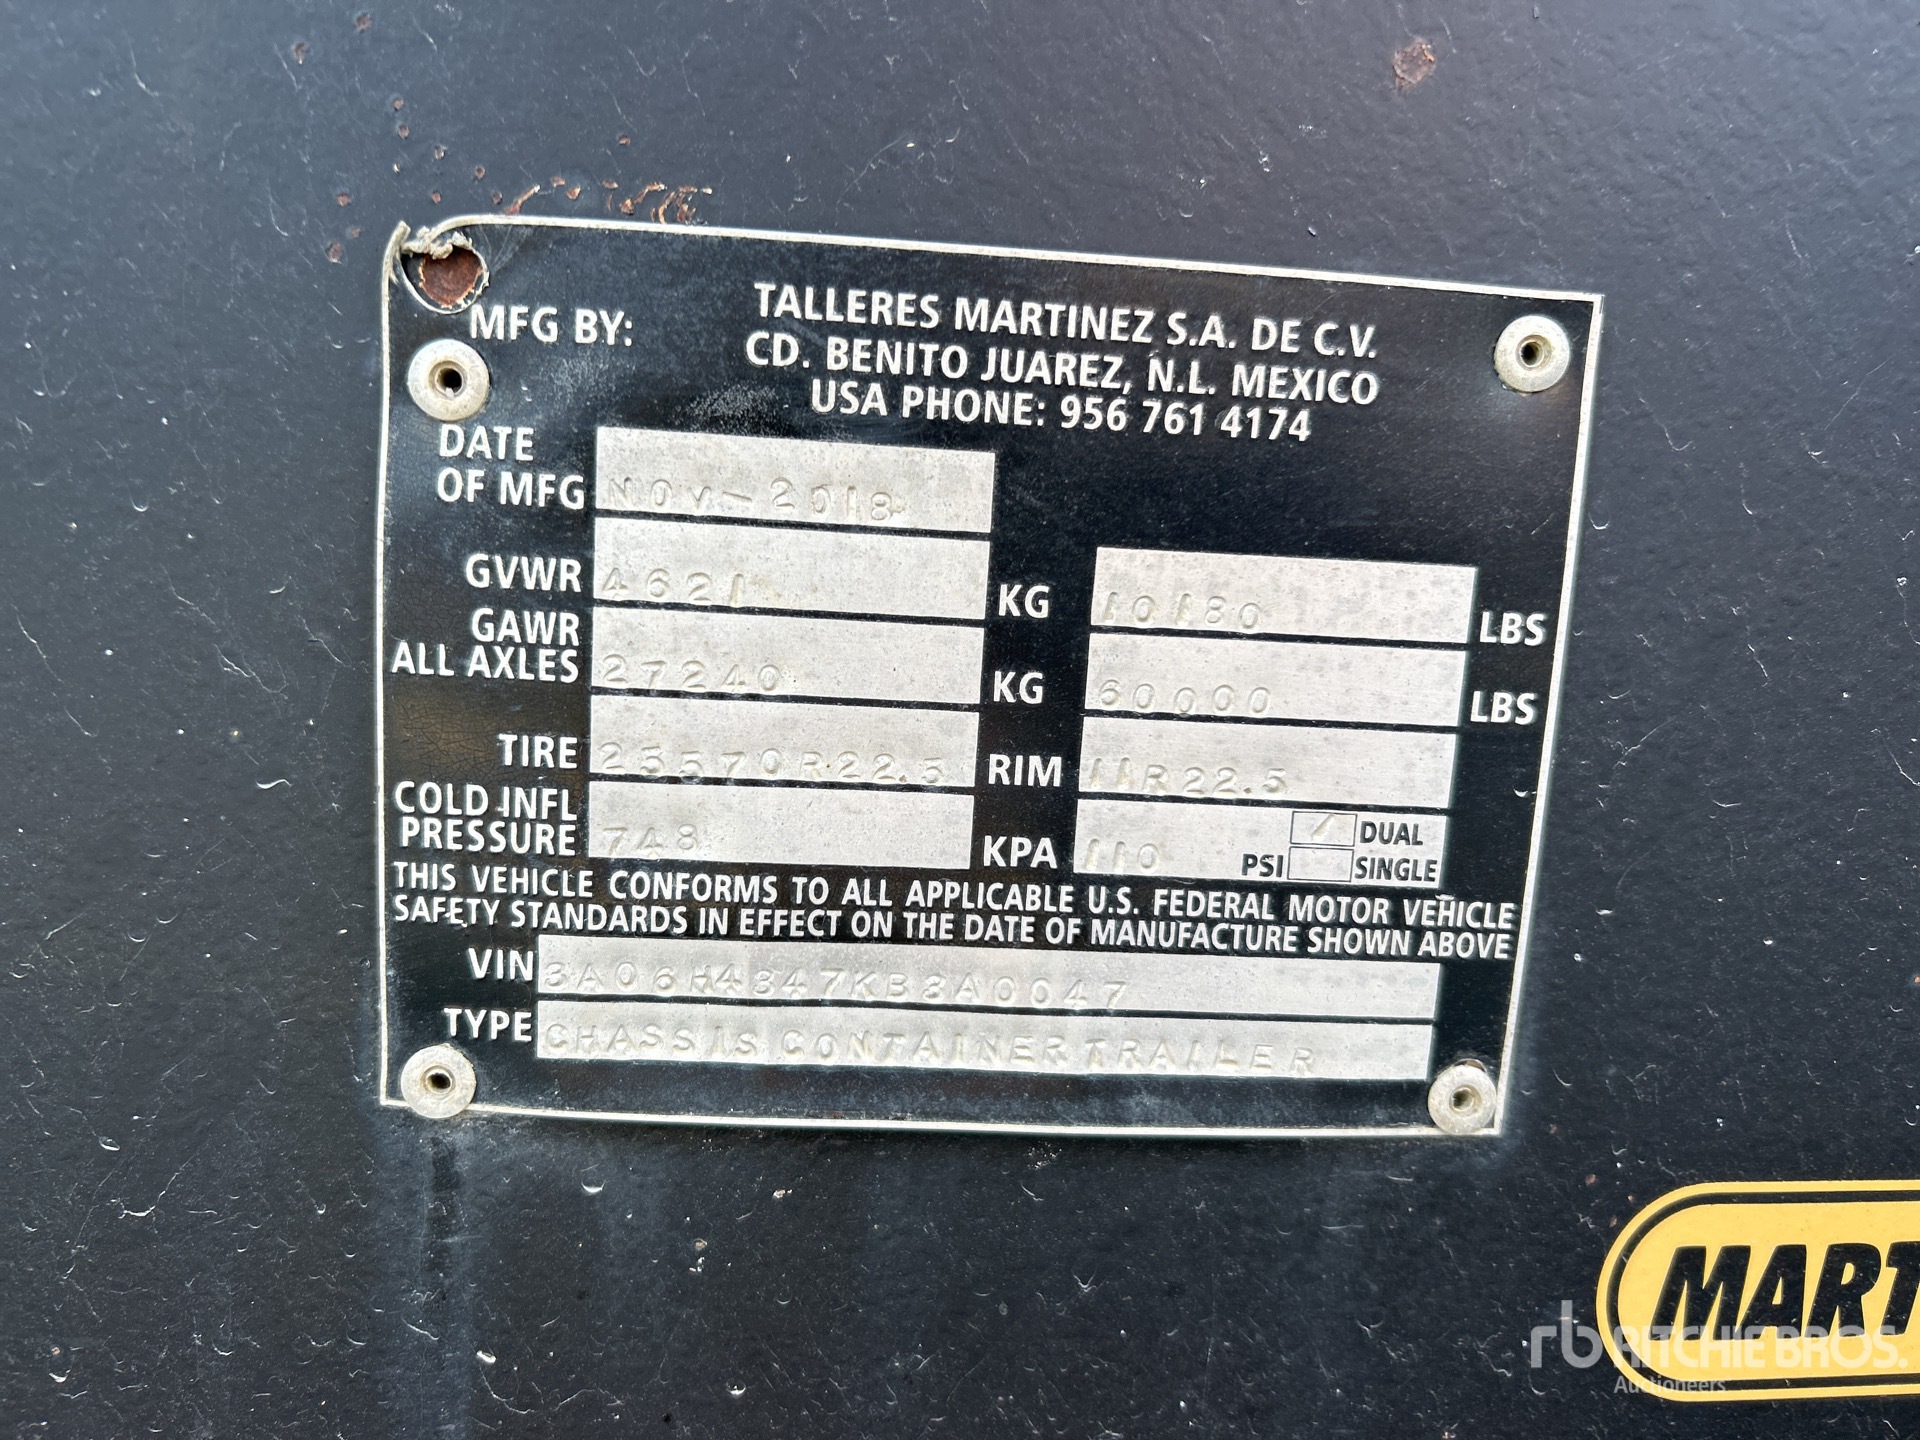 MFG BY: TALLERES MARTINEZ S.A. DE C.V.
CD. BENITO JUAREZ, N.L. MEXICO
USA PHONE: 956 761 4174
DATE
OF MFG NOV-2018
GVWR 4621 KG 10180 LBS
GAWR
ALL AXLES 27240 KG 60000 LBS
TIRE 25570R22.5 RIM 11R22.5
COLD INFL
PRESSURE 748 KPA 110 PSI
DUAL
SINGLE
THIS VEHICLE CONFORMS TO ALL APPLICABLE U.S. FEDERAL MOTOR VEHICLE
SAFETY STANDARDS IN EFFECT ON THE DATE OF MANUFACTURE SHOWN ABOVE
VIN 3A06H4847KB3A0047
TYPE CHASSIS CONTAINER TRAILER
MART
rb RITCHIE BROS.
Auctioneers